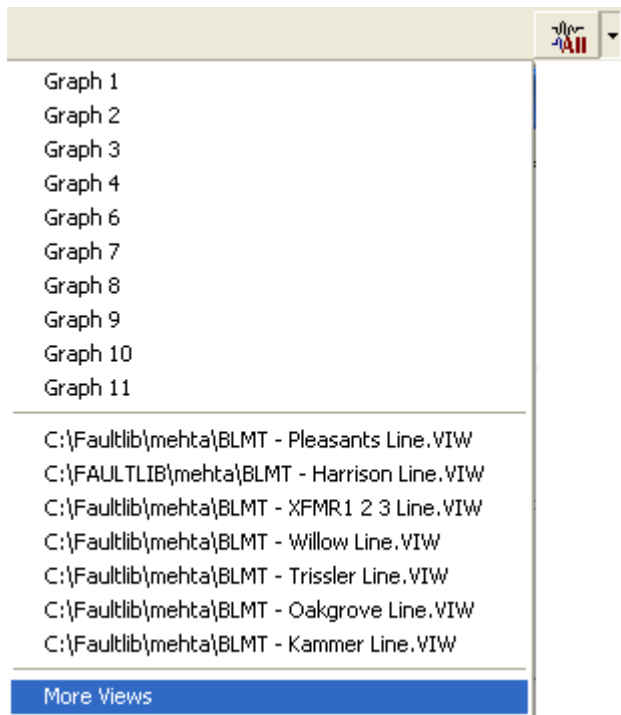 All
Graph 1
Graph 2
Graph 3
Graph 4
Graph 6
Graph 7
Graph 8
Graph 9
Graph 10
Graph 11
C:\Faultlib\mehta\BLMT - Pleasants Line.VIW
C:\FAULTLIB\mehta\BLMT - Harrison Line.VIW
C:\Faultlib\mehta\BLMT - XFMR1 2 3 Line.VIW
C:\Faultlib\mehta\BLMT - Willow Line.VIW
C:\Faultlib\mehta\BLMT - Trissler Line.VIW
C:\Faultlib\mehta\BLMT - Oakgrove Line.VIW
C:\Faultlib\mehta\BLMT - Kammer Line.VIW
More Views